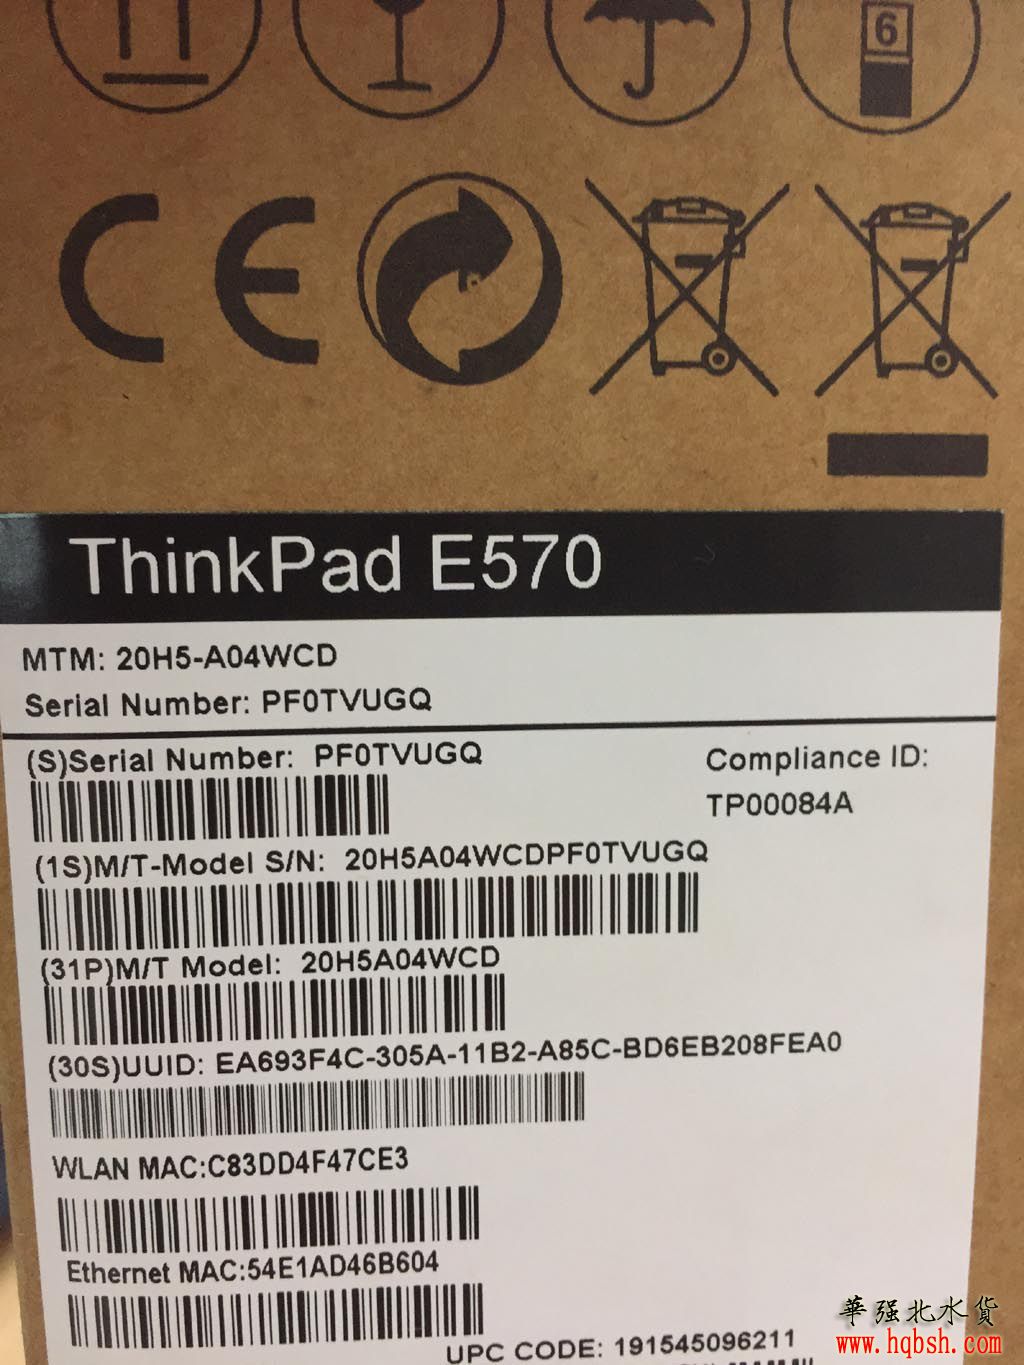 6
CE
ThinkPad E570
MTM: 20H5-A04WCD
Serial Number: PF0TVUGQ
(S)Serial Number: PF0TVUGQ
Compliance ID:
TP00084A
(1S)M/T-Model S/N: 20H5A04WCDPF0TVUGQ
(31P)M/T Model: 20H5A04WCD
(30S)UUID: EA693F4C-305A-11B2-A85C-BD6EB208FEA0
WLAN MAC:C83DD4F47CE3
Ethernet MAC:54E1AD46B604
UPC CODE: 191545096211
華强北水货
www.hqbsh.com